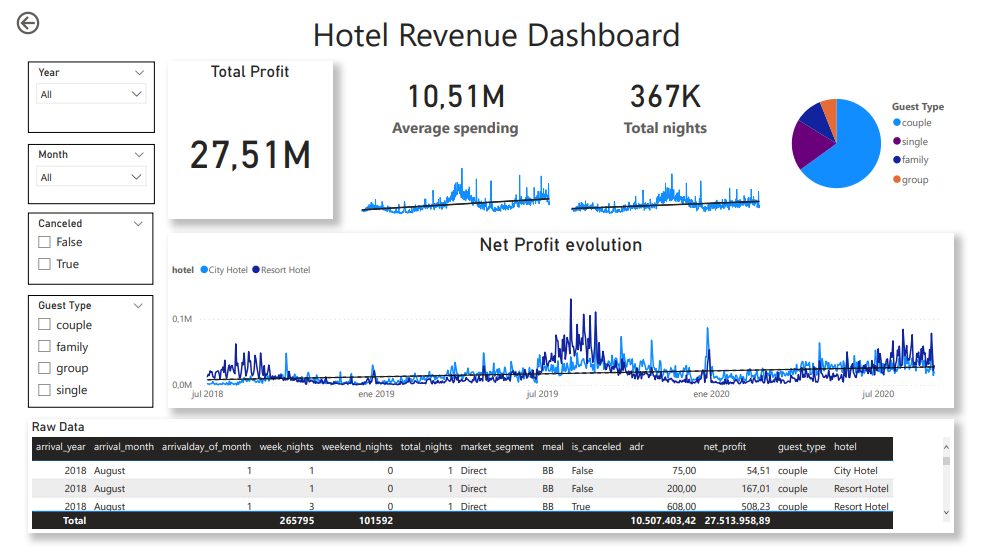 Hotel Revenue Dashboard
Year
All
Month
All
Canceled
False
True
Guest Type
couple
family
group
single
Total Profit
27,51M
10,51M
Average spending
367K
Total nights
Guest Type
couple
single
family
group
Net Profit evolution
hotel City Hotel Resort Hotel
0,1M
0,0M
jul 2018 ene 2019 jul 2019 ene 2020 jul 2020
Raw Data
arrival_year arrival_month arrivalday_of_month week_nights weekend_nights total_nights market_segment meal is_canceled adr net_profit guest_type hotel
2018 August 1 1 0 1 Direct BB False 75,00 54,51 couple City Hotel
2018 August 1 1 0 1 Direct BB False 200,00 167,01 couple Resort Hotel
2018 August 1 3 0 1 Direct BB True 608,00 508,23 couple Resort Hotel
Total 265795 101592 10.507.403,42 27.513.958,89